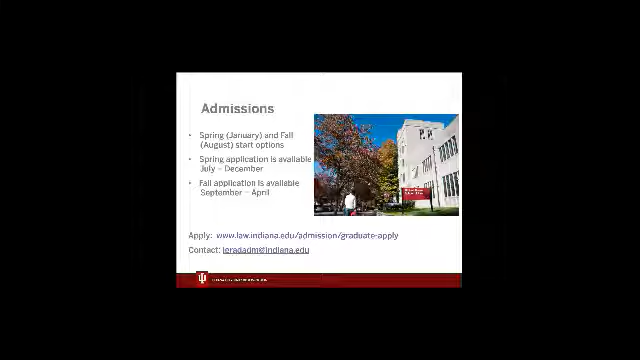 Admissions
• Spring (January) and Fall
(August) start options
• Spring application is available
July – December
• Fall application is available
September – April
Apply: www.law.indiana.edu/admission/graduate-apply
Contact: lgradadm@indiana.edu